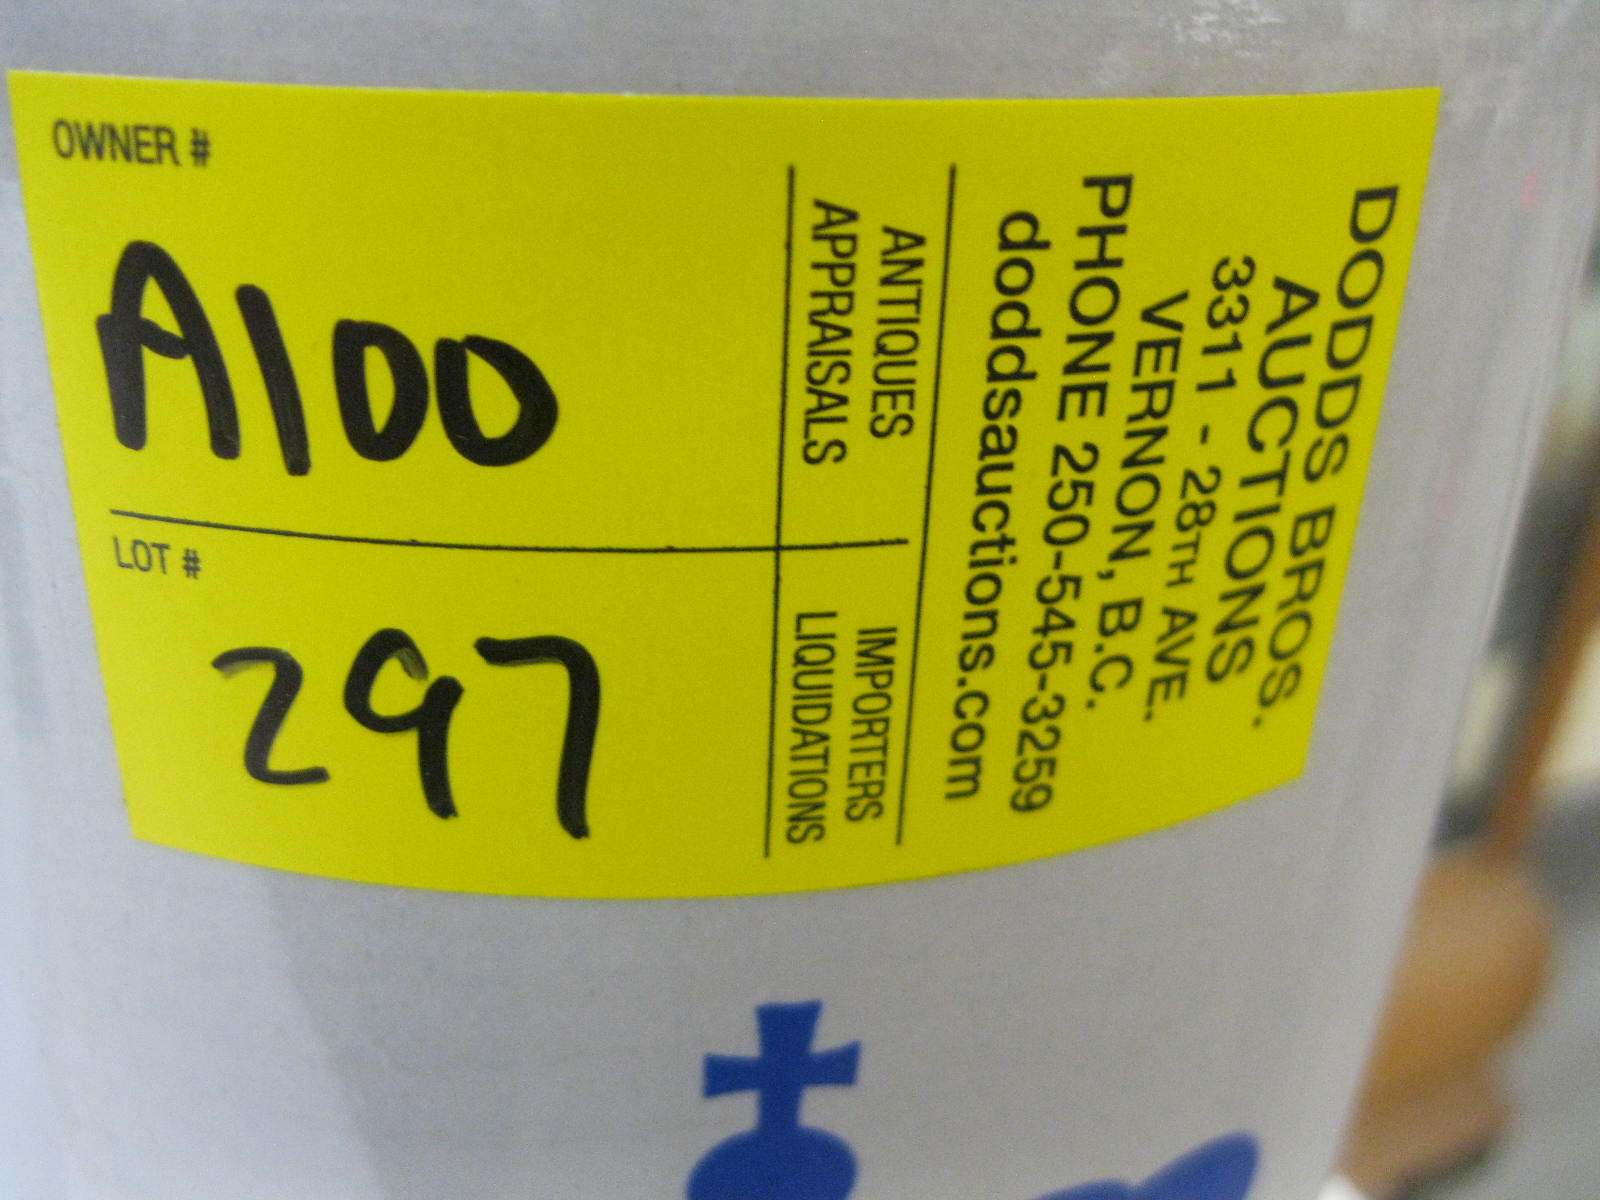 OWNER #
A100
LOT #
297
DODDS BROS.
AUCTIONS
3311 - 28TH AVE.
VERNON, B.C.
PHONE 250-545-3259
doddsauctions.com
ANTIQUES
APPRAISALS
IMPORTERS
LIQUIDATIONS